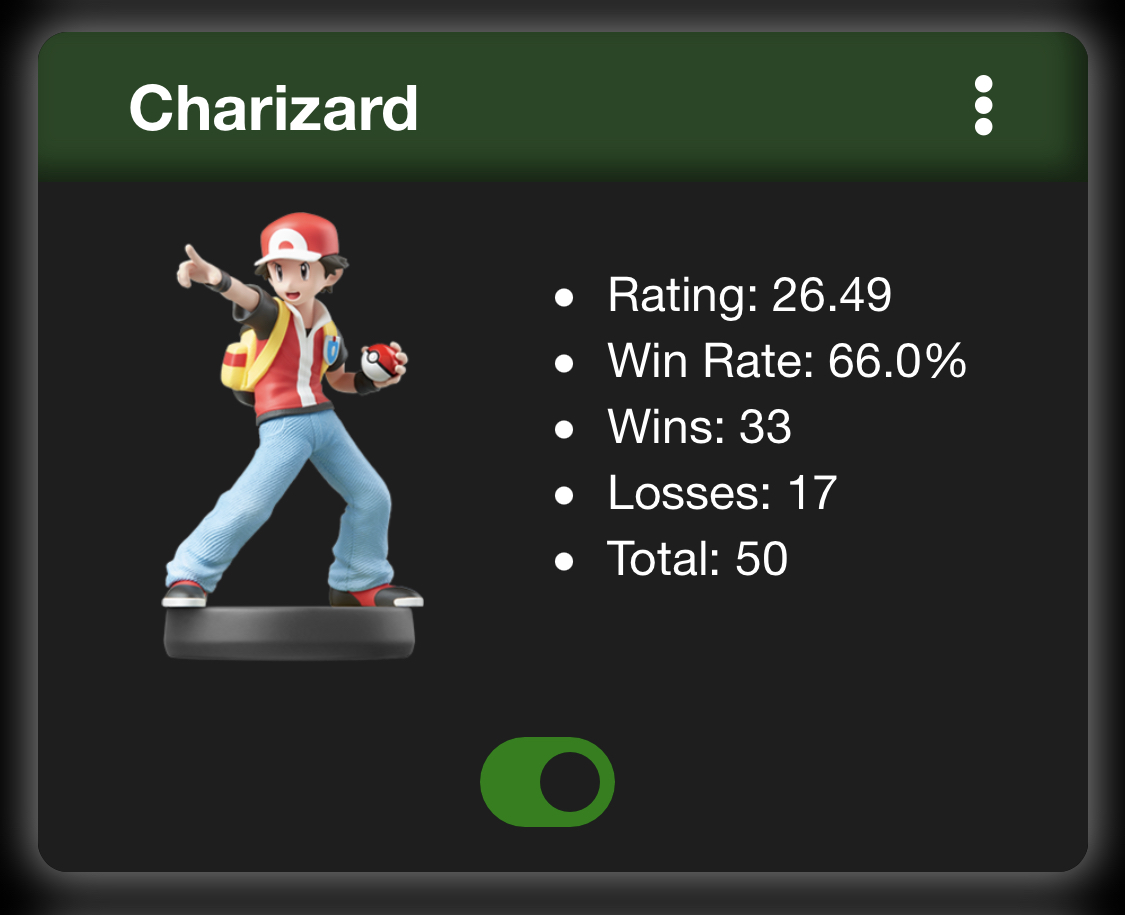 Charizard
Rating: 26.49
Win Rate: 66.0%
Wins: 33
Losses: 17
Total: 50